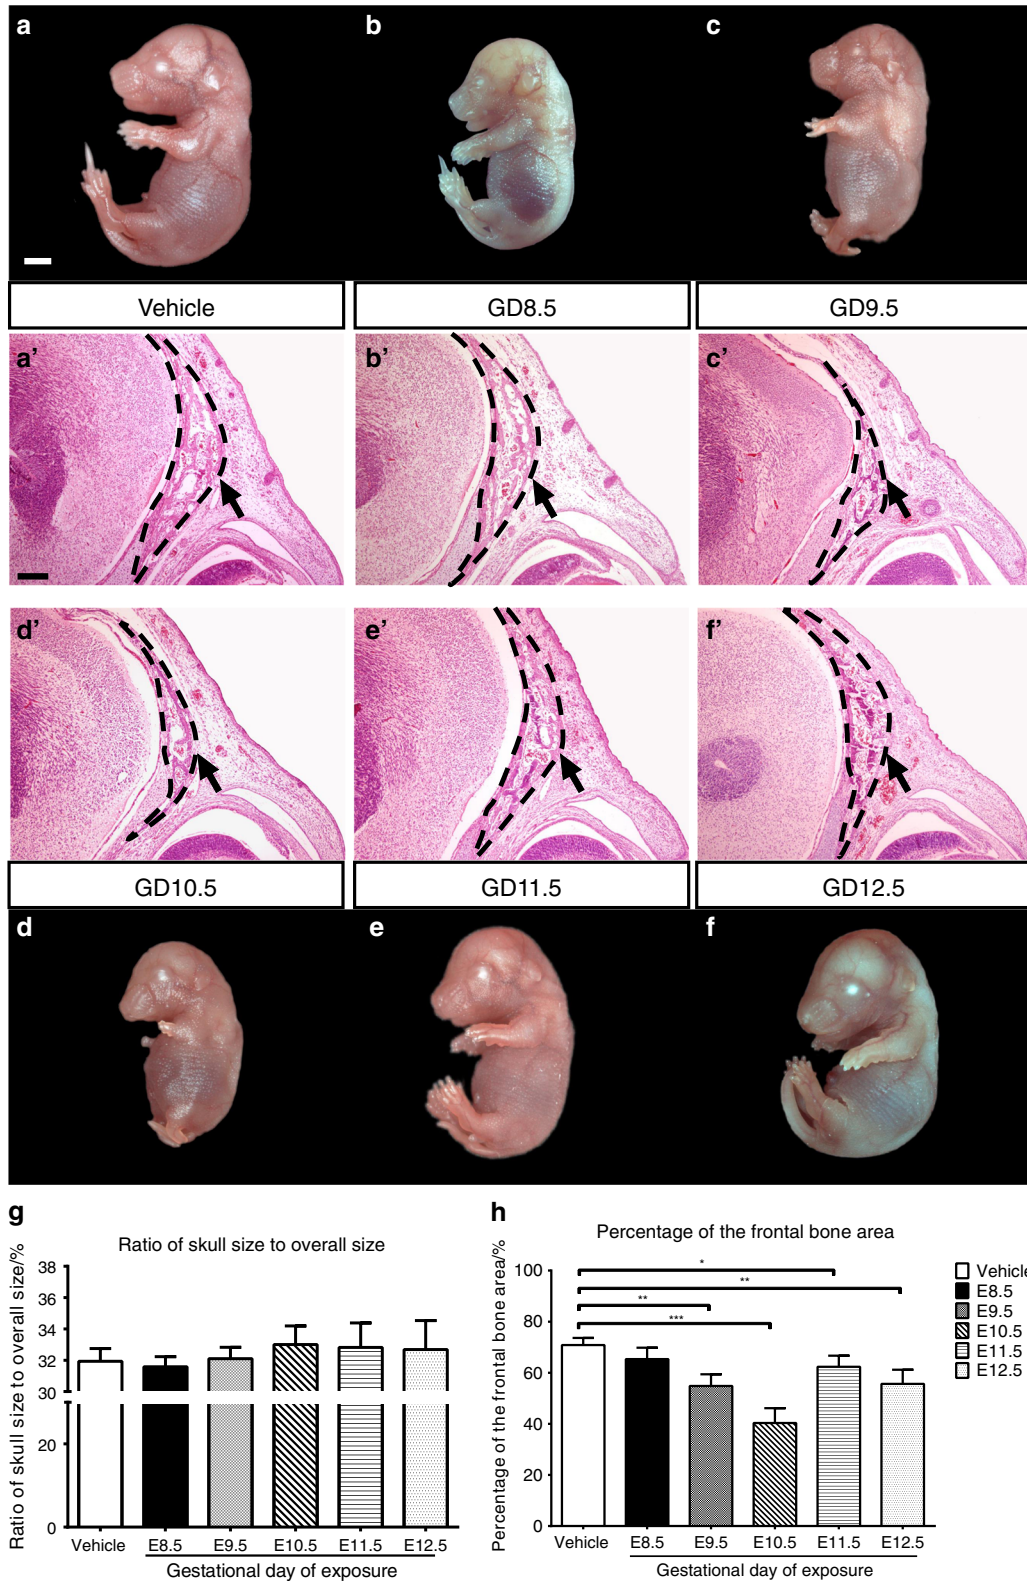 a
b
c
Vehicle
GD8.5
GD9.5
a'
b'
c'
d'
e'
f'
GD10.5
GD11.5
GD12.5
d
e
f
g
Ratio of skull size to overall size
Ratio of skull size to overall size/%
38
36
34
32
30
20
0
Vehicle
E8.5
E9.5
E10.5
E11.5
E12.5
Gestational day of exposure
h
Percentage of the frontal bone area
Percentage of the frontal bone area/%
100
80
60
40
20
0
*
**
**
***
Vehicle
E8.5
E9.5
E10.5
E11.5
E12.5
Gestational day of exposure
Vehicle
E8.5
E9.5
E10.5
E11.5
E12.5